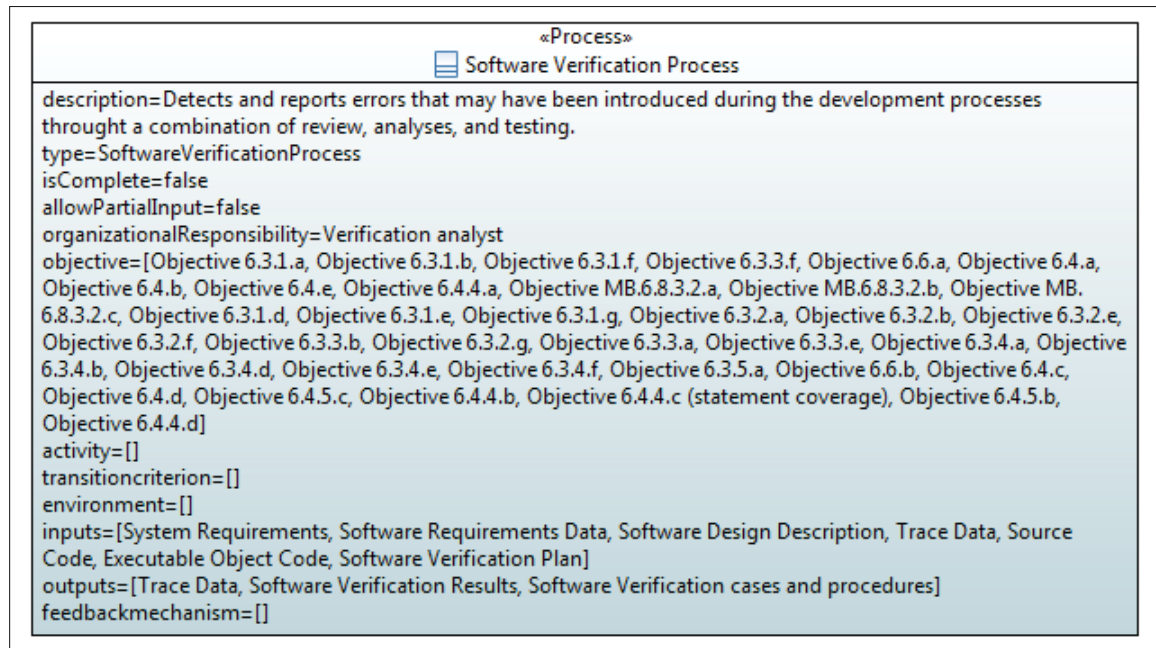 «Process»
Software Verification Process
description=Detects and reports errors that may have been introduced during the development processes
throught a combination of review, analyses, and testing.
type=SoftwareVerificationProcess
isComplete=false
allowPartialInput=false
organizationalResponsibility=Verification analyst
objective=[Objective 6.3.1.a, Objective 6.3.1.b, Objective 6.3.1.f, Objective 6.3.3.f, Objective 6.6.a, Objective 6.4.a,
Objective 6.4.b, Objective 6.4.e, Objective 6.4.4.a, Objective MB.6.8.3.2.a, Objective MB.6.8.3.2.b, Objective MB.
6.8.3.2.c, Objective 6.3.1.d, Objective 6.3.1.e, Objective 6.3.1.g, Objective 6.3.2.a, Objective 6.3.2.b, Objective 6.3.2.e,
Objective 6.3.2.f, Objective 6.3.3.b, Objective 6.3.2.g, Objective 6.3.3.a, Objective 6.3.3.e, Objective 6.3.4.a, Objective
6.3.4.b, Objective 6.3.4.d, Objective 6.3.4.e, Objective 6.3.4.f, Objective 6.3.5.a, Objective 6.6.b, Objective 6.4.c,
Objective 6.4.d, Objective 6.4.5.c, Objective 6.4.4.b, Objective 6.4.4.c (statement coverage), Objective 6.4.5.b,
Objective 6.4.4.d]
activity=[]
transitioncriterion=[]
environment=[]
inputs=[System Requirements, Software Requirements Data, Software Design Description, Trace Data, Source
Code, Executable Object Code, Software Verification Plan]
outputs=[Trace Data, Software Verification Results, Software Verification cases and procedures]
feedbackmechanism=[]